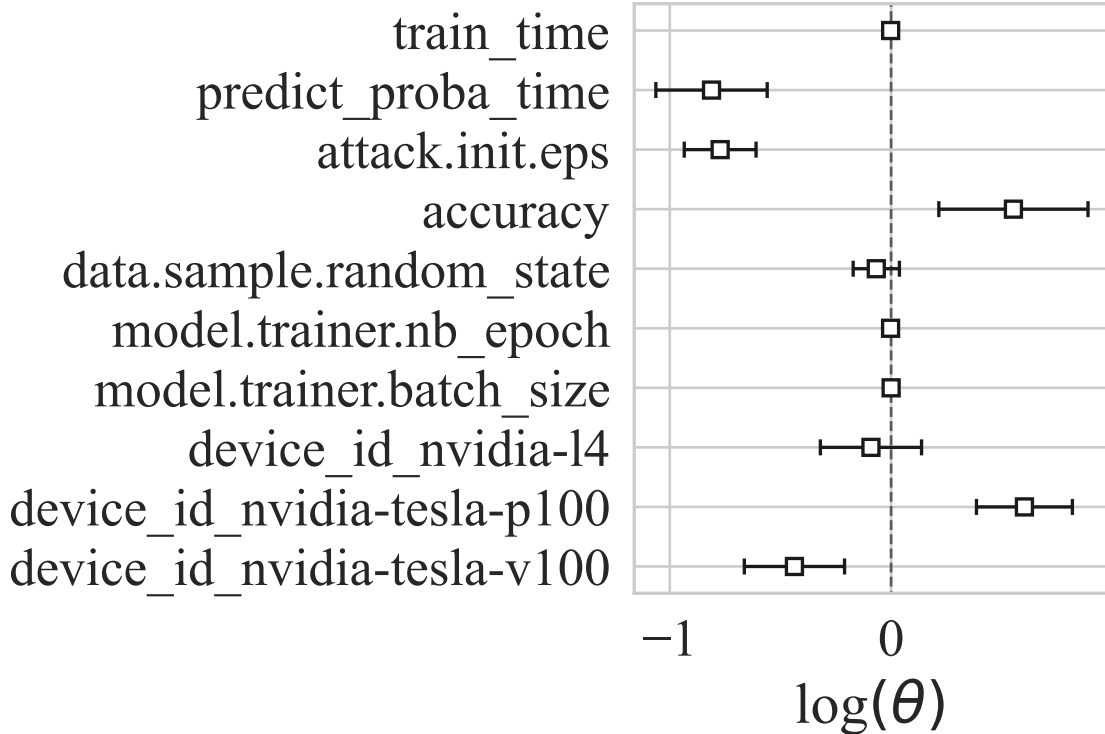 train_time
predict_proba_time
attack.init.eps
accuracy
data.sample.random_state
model.trainer.nb_epoch
model.trainer.batch_size
device_id_nvidia-l4
device_id_nvidia-tesla-p100
device_id_nvidia-tesla-v100
−1 0
log(θ)